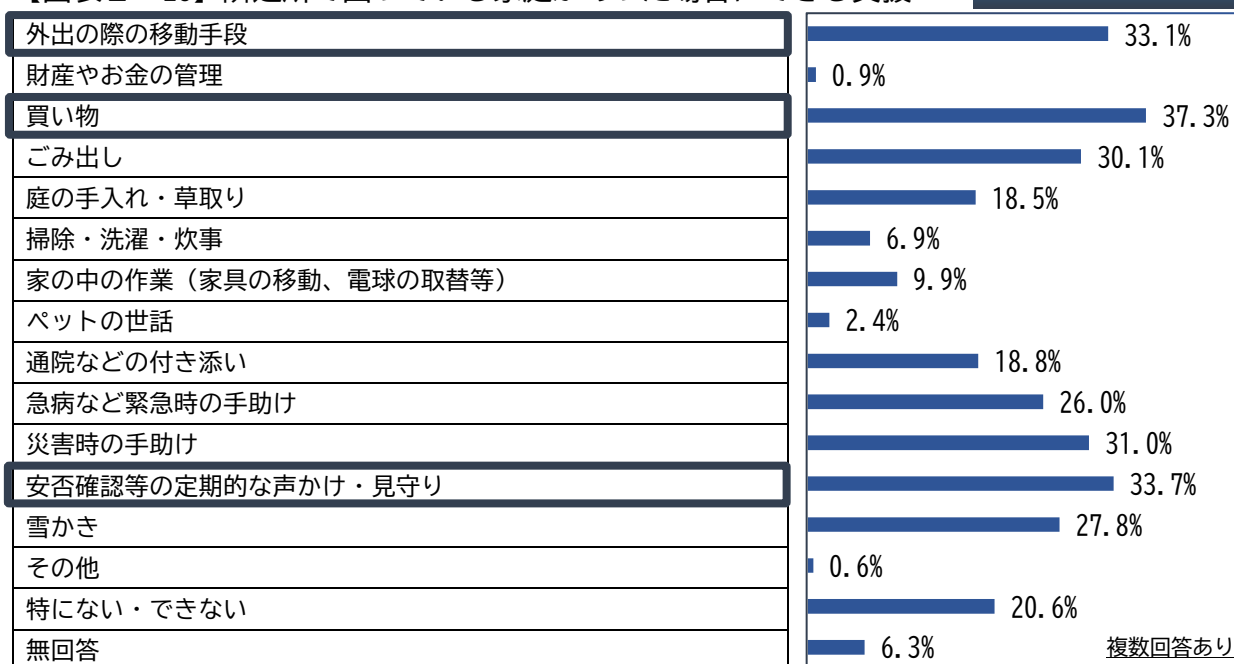 外出の際の移動手段 33.1%
財産やお金の管理 0.9%
買い物 37.3%
ごみ出し 30.1%
庭の手入れ・草取り 18.5%
掃除・洗濯・炊事 6.9%
家の中の作業（家具の移動、電球の取替等） 9.9%
ペットの世話 2.4%
通院などの付き添い 18.8%
急病など緊急時の手助け 26.0%
災害時の手助け 31.0%
安否確認等の定期的な声かけ・見守り 33.7%
雪かき 27.8%
その他 0.6%
特にない・できない 20.6%
無回答 6.3%
複数回答あり